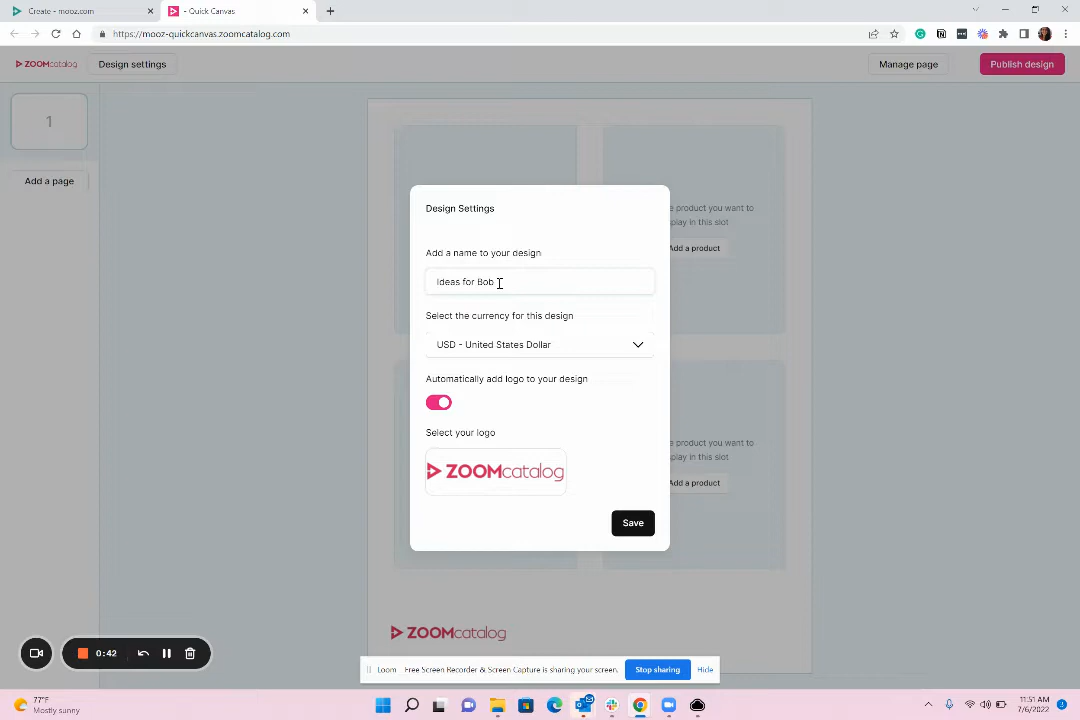 Create - mooz.com
- Quick Canvas
https://mooz-quickcanvas.zoomcatalog.com
ZOOMcatalog
Design settings
Manage page
Publish design
1
Add a page
Design Settings
Add a name to your design
Ideas for Bob
Select the currency for this design
USD - United States Dollar
Automatically add logo to your design
Select your logo
ZOOMcatalog
Save
e product you want to
play in this slot
Add a product
e product you want to
play in this slot
Add a product
ZOOMcatalog
0:42
Loom - Free Screen Recorder & Screen Capture is sharing your screen.
Stop sharing
Hide
77°F
Mostly sunny
11:51 AM
7/6/2022
3